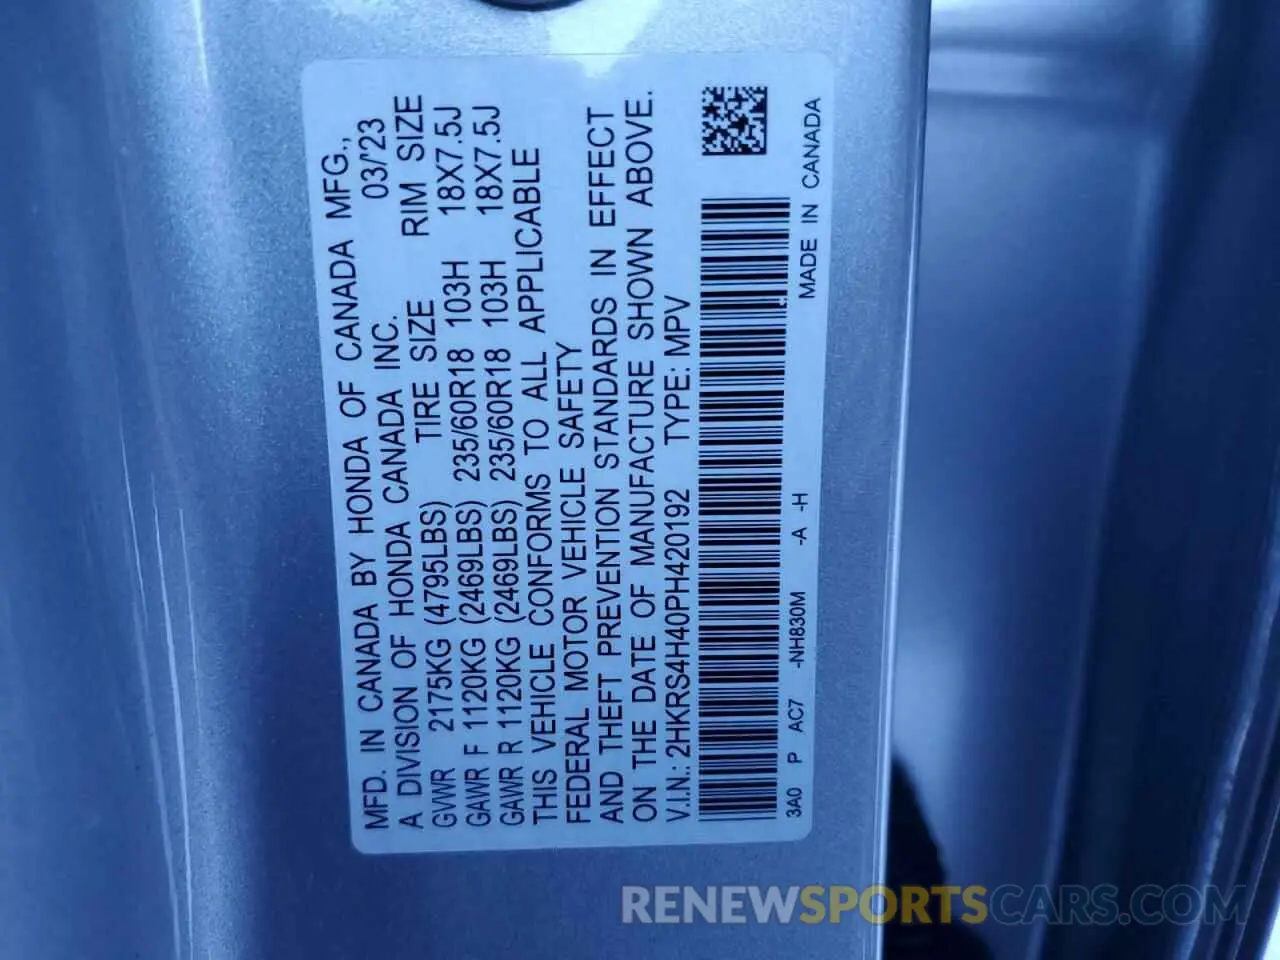 MFD. IN CANADA BY HONDA OF CANADA MFG.,
A DIVISION OF HONDA CANADA INC. 03/'23
GVWR 2175KG (4795LBS) TIRE SIZE RIM SIZE
GAWR F 1120KG (2469LBS) 235/60R18 103H 18X7.5J
GAWR R 1120KG (2469LBS) 235/60R18 103H 18X7.5J
THIS VEHICLE CONFORMS TO ALL APPLICABLE
FEDERAL MOTOR VEHICLE SAFETY
AND THEFT PREVENTION STANDARDS IN EFFECT
ON THE DATE OF MANUFACTURE SHOWN ABOVE.
V.I.N.: 2HKRS4H40PH420192 TYPE: MPV
3A0 P AC7 -NH830M -A -H MADE IN CANADA
RENEWSPORTSCARS.COM